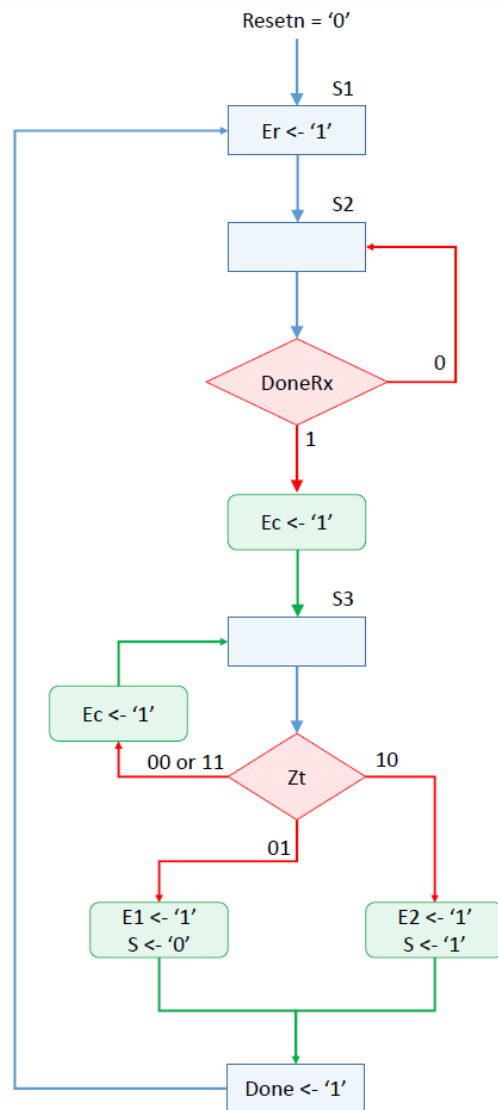 Resetn = ‘0’
S1
Er <- ‘1’
S2
DoneRx
0
1
Ec <- ‘1’
S3
Ec <- ‘1’
00 or 11
Zt
10
01
E1 <- ‘1’
S <- ‘0’
E2 <- ‘1’
S <- ‘1’
Done <- ‘1’